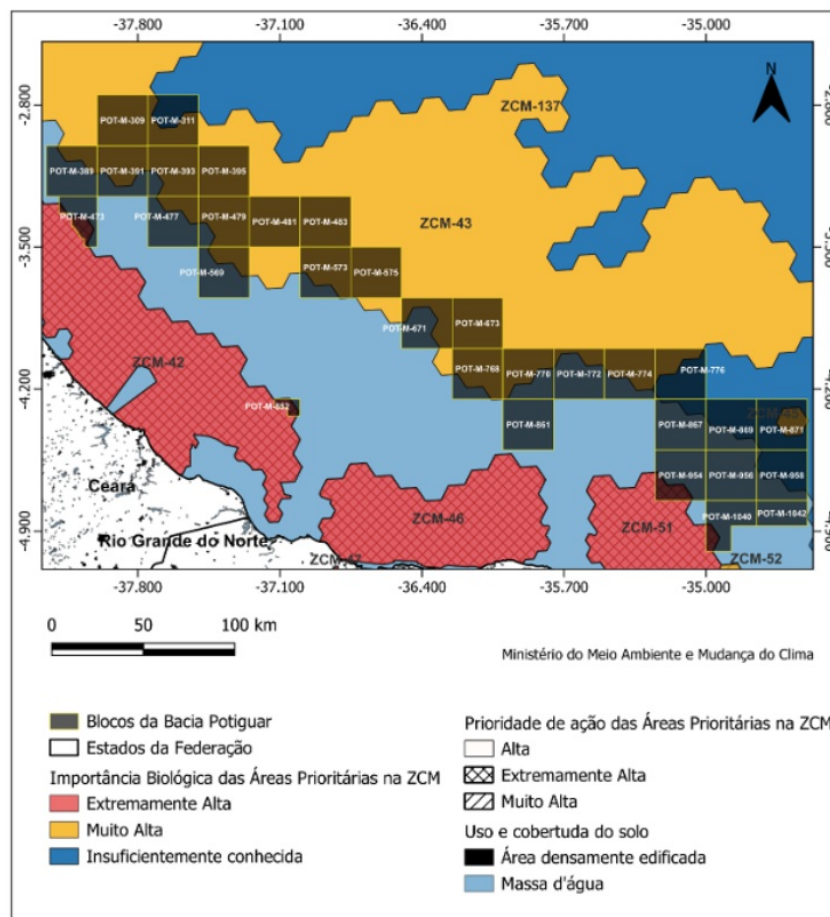 -37.800 -37.100 -36.400 -35.700 -35.000
N
-2.800
ZCM-137
POT-M-309 POT-M-311
POT-M-389 POT-M-391 POT-M-393 POT-M-395
POT-M-473 POT-M-477 POT-M-479 POT-M-481 POT-M-483
ZCM-43
-3.500
POT-M-569 POT-M-573 POT-M-575
POT-M-671 POT-M-673
ZCM-42
POT-M-768 POT-M-770 POT-M-772 POT-M-774 POT-M-776
-4.200
POT-M-861 POT-M-867
Ceará
POT-M-954 POT-M-956 POT-M-958
POT-M-1040 POT-M-1042
ZCM-46 ZCM-51
-4.900
Rio Grande do Norte
ZCM-52
-37.800 -37.100 -36.400 -35.700 -35.000
0 50 100 km
Ministério do Meio Ambiente e Mudança do Clima
Blocos da Bacia Potiguar
Estados da Federação
Importância Biológica das Áreas Prioritárias na ZCM
Extremamente Alta
Muito Alta
Insuficientemente conhecida
Prioridade de ação das Áreas Prioritárias na ZCM
Alta
Extremamente Alta
Muito Alta
Uso e cobertuda do solo
Área densamente edificada
Massa d'água